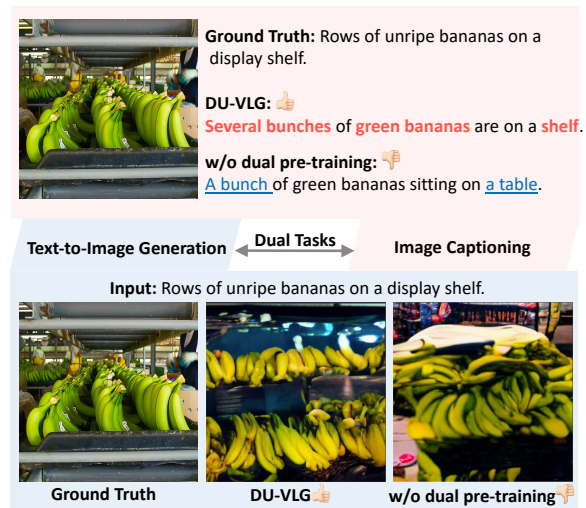 Ground Truth: Rows of unripe bananas on a
display shelf.
DU-VLG:
Several bunches of green bananas are on a shelf.
w/o dual pre-training:
A bunch of green bananas sitting on a table.
Text-to-Image Generation
Dual Tasks
Image Captioning
Input: Rows of unripe bananas on a display shelf.
Ground Truth
DU-VLG
w/o dual pre-training